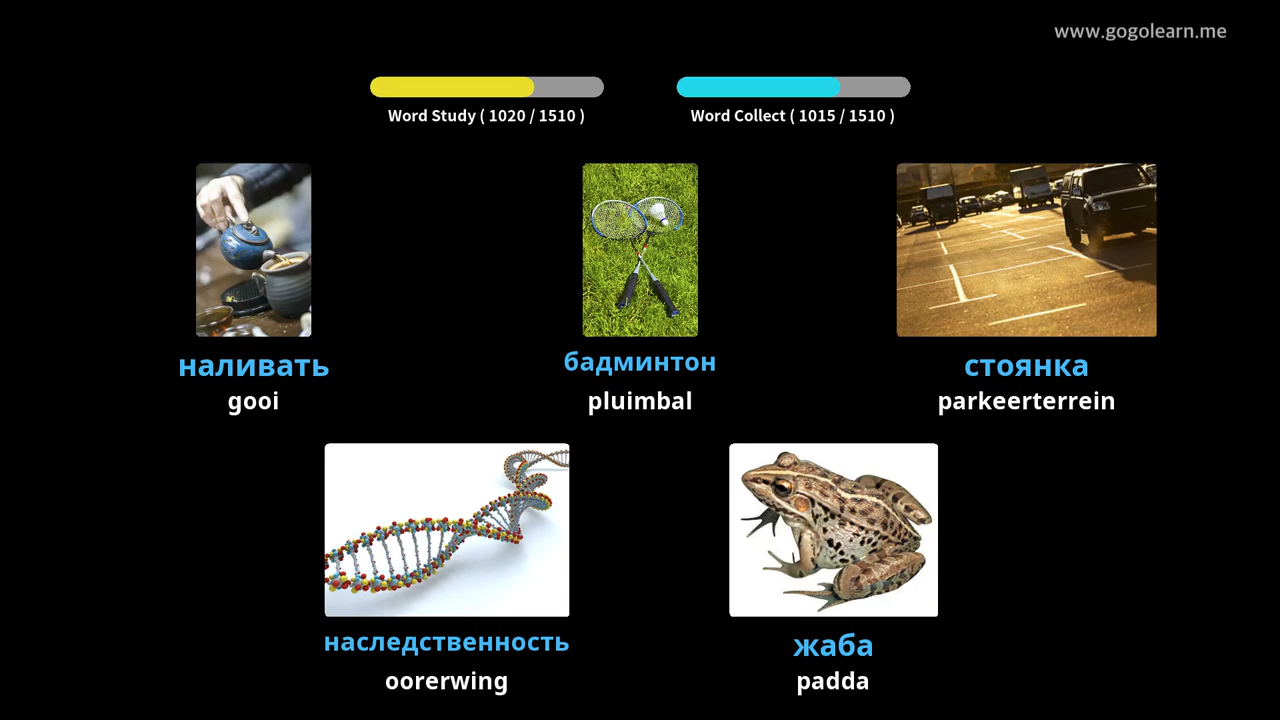 www.gogolearn.me
Word Study ( 1020 / 1510 )
Word Collect ( 1015 / 1510 )
наливать
gooi
бадминтон
pluimbal
стоянка
parkeerterrein
наследственность
oorerwing
жаба
padda